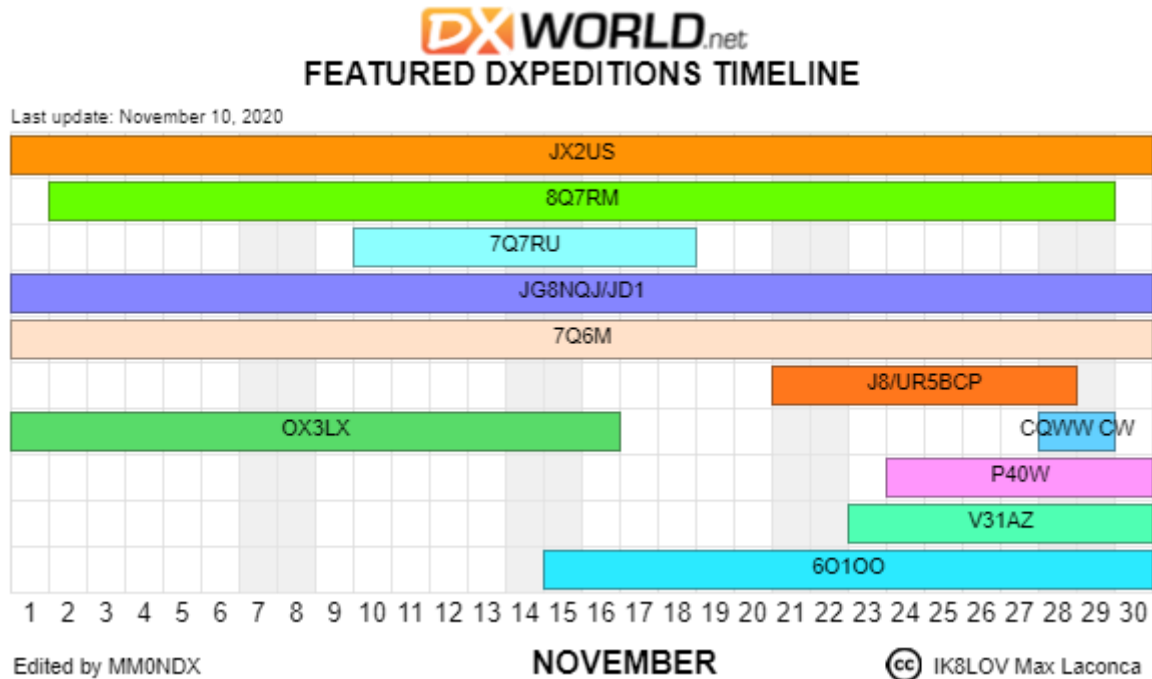 DX WORLD.net
FEATURED DXPEDITIONS TIMELINE
Last update: November 10, 2020
JX2US
8Q7RM
7Q7RU
JG8NQJ/JD1
7Q6M
J8/UR5BCP
OX3LX CQWW CW
P40W
V31AZ
6O1OO
1 2 3 4 5 6 7 8 9 10 11 12 13 14 15 16 17 18 19 20 21 22 23 24 25 26 27 28 29 30
Edited by MM0NDX NOVEMBER cc IK8LOV Max Laconca